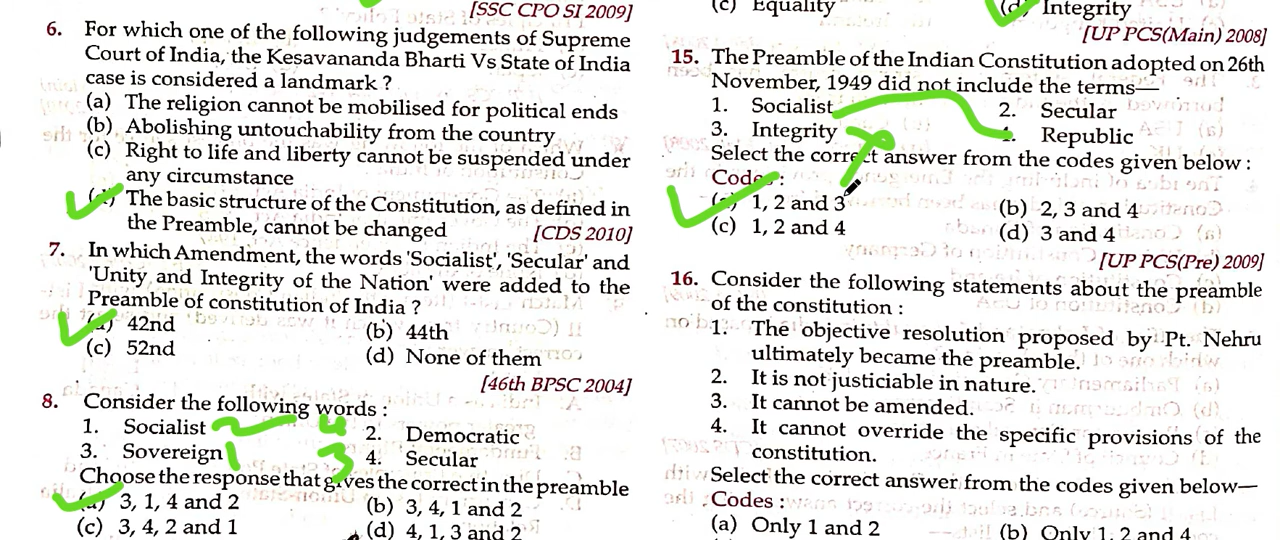 [SSC CPO SI 2009]
6. For which one of the following judgements of Supreme
Court of India, the Kesavananda Bharti Vs State of India
case is considered a landmark ?
(a) The religion cannot be mobilised for political ends
(b) Abolishing untouchability from the country
(c) Right to life and liberty cannot be suspended under
any circumstance
The basic structure of the Constitution, as defined in
the Preamble, cannot be changed [CDS 2010]
7. In which Amendment, the words 'Socialist', 'Secular' and
'Unity and Integrity of the Nation' were added to the
Preamble of constitution of India ?
(a) 42nd (b) 44th
(c) 52nd (d) None of them
[46th BPSC 2004]
8. Consider the following words :
1. Socialist 2 4 2. Democratic
3. Sovereign 1 3 4. Secular
Choose the response that gives the correct in the preamble
(a) 3, 1, 4 and 2 (b) 3, 4, 1 and 2
(c) 3, 4, 2 and 1 (d) 4, 1, 3 and 2
(c) Equality (d) Integrity
[UP PCS(Main) 2008]
15. The Preamble of the Indian Constitution adopted on 26th
November, 1949 did not include the terms—
1. Socialist 2. Secular
3. Integrity 4. Republic
Select the correct answer from the codes given below :
Codes :
(a) 1, 2 and 3 (b) 2, 3 and 4
(c) 1, 2 and 4 (d) 3 and 4
[UP PCS(Pre) 2009]
16. Consider the following statements about the preamble
of the constitution :
1. The objective resolution proposed by Pt. Nehru
ultimately became the preamble.
2. It is not justiciable in nature.
3. It cannot be amended.
4. It cannot override the specific provisions of the
constitution.
Select the correct answer from the codes given below—
Codes :
(a) Only 1 and 2 (b) Only 1, 2 and 4